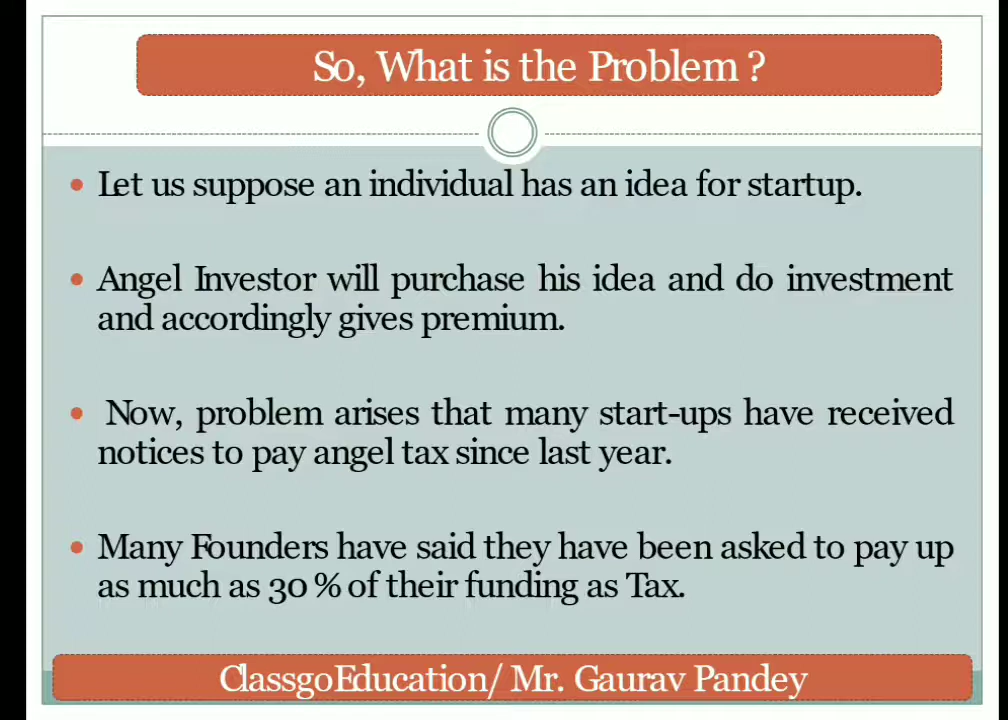 So, What is the Problem ?
Let us suppose an individual has an idea for startup.
Angel Investor will purchase his idea and do investment
and accordingly gives premium.
Now, problem arises that many start-ups have received
notices to pay angel tax since last year.
Many Founders have said they have been asked to pay up
as much as 30 % of their funding as Tax.
ClassgoEducation/ Mr. Gaurav Pandey